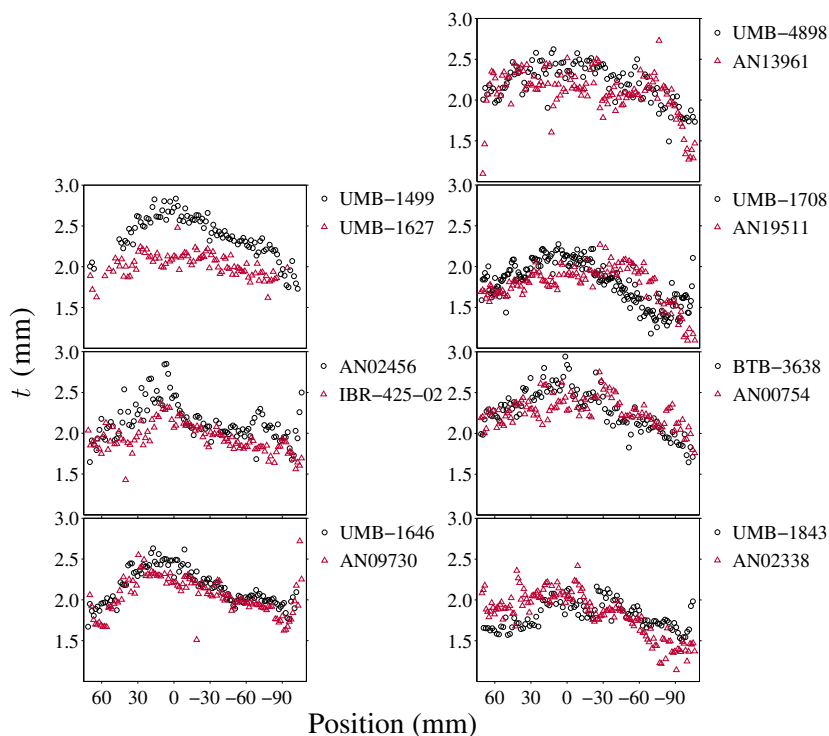 3.0
2.5
2.0
1.5
UMB−4898
AN13961
3.0
2.5
2.0
1.5
UMB−1499
UMB−1627
3.0
2.5
2.0
1.5
UMB−1708
AN19511
3.0
2.5
2.0
1.5
AN02456
IBR−425−02
3.0
2.5
2.0
1.5
BTB−3638
AN00754
3.0
2.5
2.0
1.5
UMB−1646
AN09730
3.0
2.5
2.0
1.5
UMB−1843
AN02338
60 30 0 −30 −60 −90
60 30 0 −30 −60 −90
t (mm)
Position (mm)